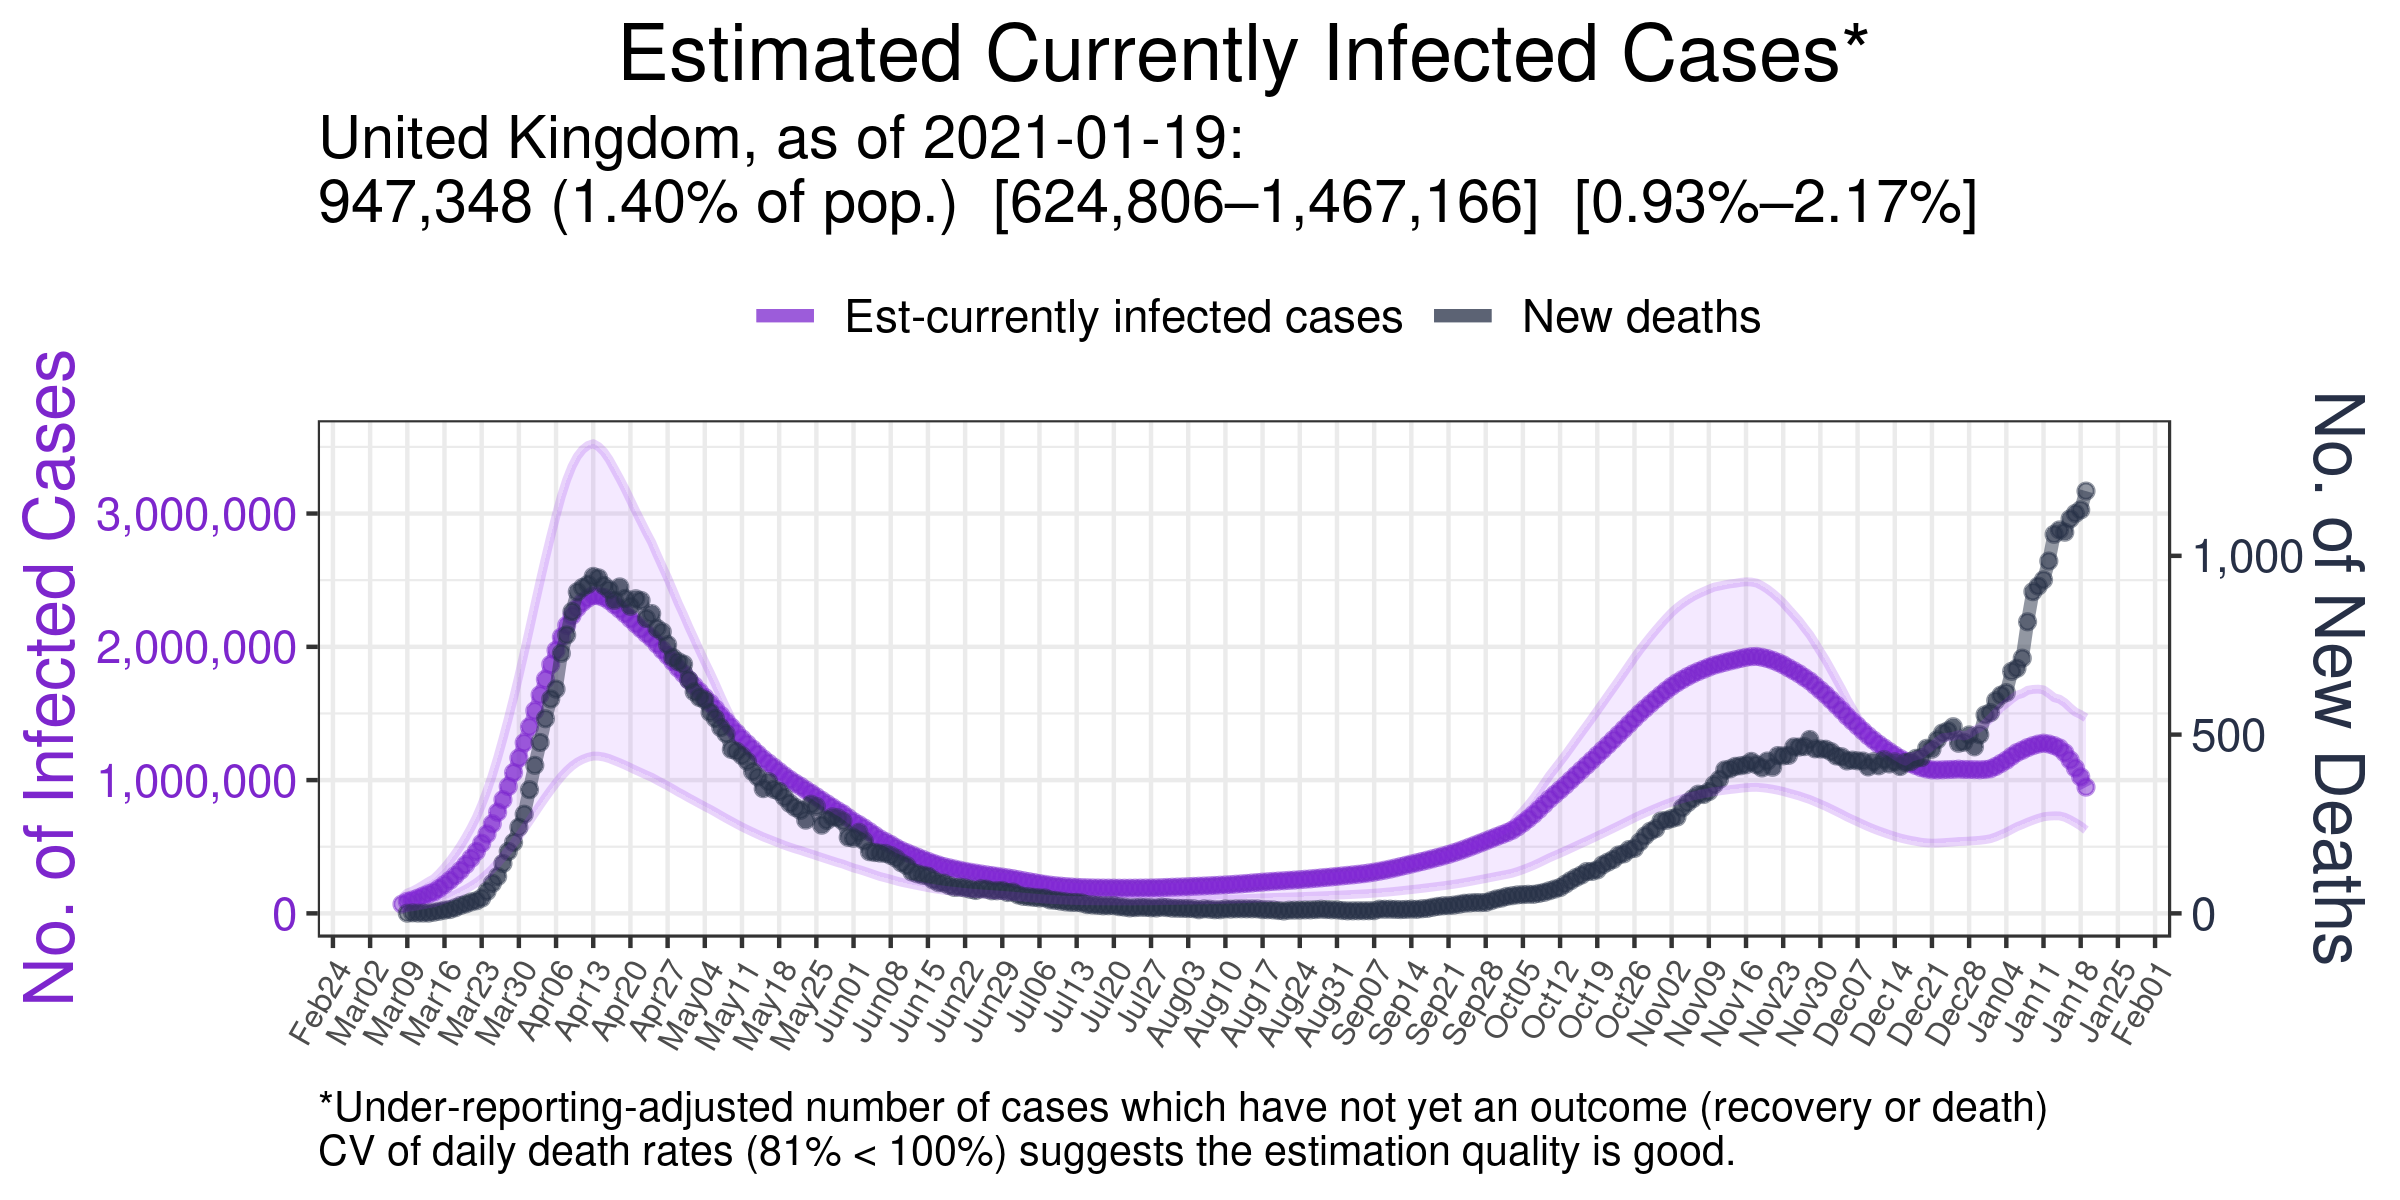 Estimated Currently Infected Cases*
United Kingdom, as of 2021-01-19:
947,348 (1.40% of pop.) [624,806–1,467,166] [0.93%–2.17%]
Est-currently infected cases New deaths
No. of Infected Cases
3,000,000
2,000,000
1,000,000
0
1,000
500
0
No. of New Deaths
Feb24 Mar02 Mar09 Mar16 Mar23 Mar30 Apr06 Apr13 Apr20 Apr27 May04 May11 May18 May25 Jun01 Jun08 Jun15 Jun22 Jun29 Jul06 Jul13 Jul20 Jul27 Aug03 Aug10 Aug17 Aug24 Aug31 Sep07 Sep14 Sep21 Sep28 Oct05 Oct12 Oct19 Oct26 Nov02 Nov09 Nov16 Nov23 Nov30 Dec07 Dec14 Dec21 Dec28 Jan04 Jan11 Jan18 Jan25 Feb01
*Under-reporting-adjusted number of cases which have not yet an outcome (recovery or death)
CV of daily death rates (81% < 100%) suggests the estimation quality is good.